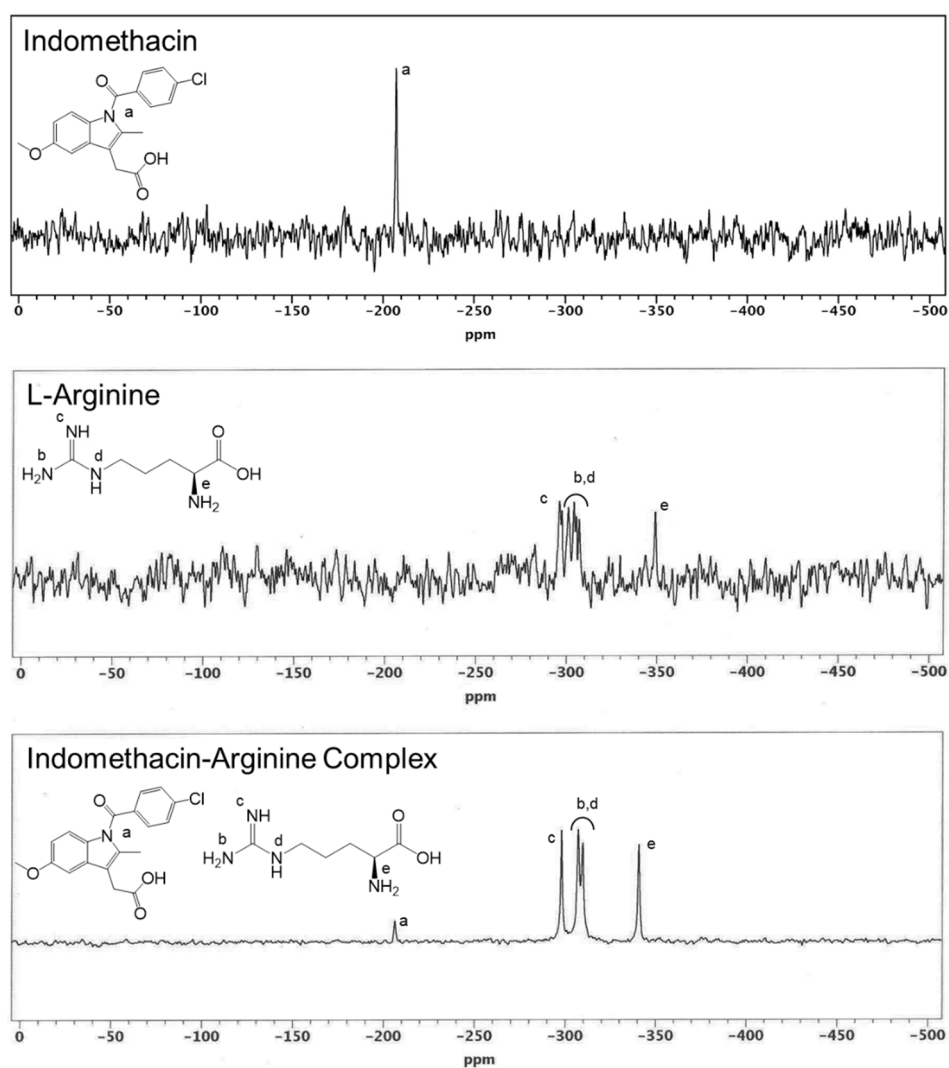 Indomethacin
a
O
Cl
N
a
O
OH
O
0 −50 −100 −150 −200 −250 −300 −350 −400 −450 −500
ppm
L-Arginine
c
NH
b
d
H2N
N
H
O
OH
e
NH2
c
b,d
e
0 −50 −100 −150 −200 −250 −300 −350 −400 −450 −500
ppm
Indomethacin-Arginine Complex
O
Cl
N
a
O
OH
O
c
NH
b
d
H2N
N
H
O
OH
e
NH2
a
c
b,d
e
0 −50 −100 −150 −200 −250 −300 −350 −400 −450 −500
ppm